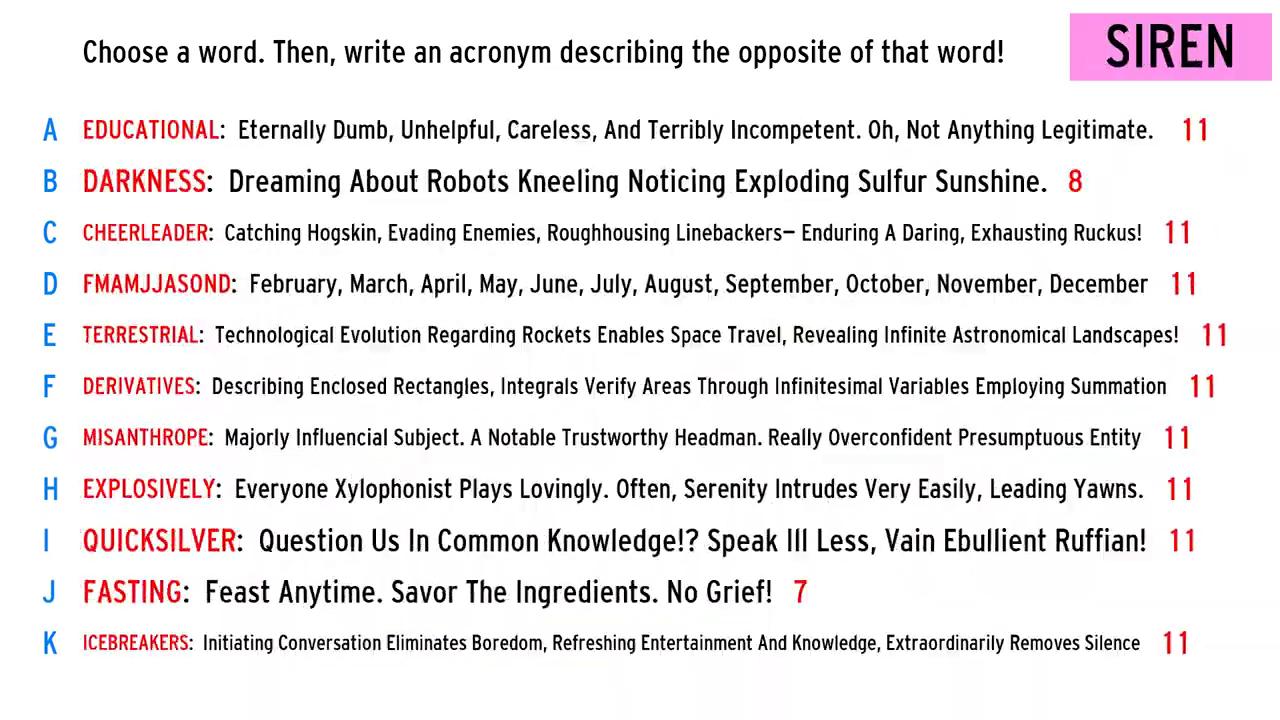 Choose a word. Then, write an acronym describing the opposite of that word!
SIREN
A EDUCATIONAL: Eternally Dumb, Unhelpful, Careless, And Terribly Incompetent. Oh, Not Anything Legitimate. 11
B DARKNESS: Dreaming About Robots Kneeling Noticing Exploding Sulfur Sunshine. 8
C CHEERLEADER: Catching Hogskin, Evading Enemies, Roughhousing Linebackers— Enduring A Daring, Exhausting Ruckus! 11
D FMAMJJASOND: February, March, April, May, June, July, August, September, October, November, December 11
E TERRESTRIAL: Technological Evolution Regarding Rockets Enables Space Travel, Revealing Infinite Astronomical Landscapes! 11
F DERIVATIVES: Describing Enclosed Rectangles, Integrals Verify Areas Through Infinitesimal Variables Employing Summation 11
G MISANTHROPE: Majorly Influencial Subject. A Notable Trustworthy Headman. Really Overconfident Presumptuous Entity 11
H EXPLOSIVELY: Everyone Xylophonist Plays Lovingly. Often, Serenity Intrudes Very Easily, Leading Yawns. 11
I QUICKSILVER: Question Us In Common Knowledge!? Speak Ill Less, Vain Ebullient Ruffian! 11
J FASTING: Feast Anytime. Savor The Ingredients. No Grief! 7
K ICEBREAKERS: Initiating Conversation Eliminates Boredom, Refreshing Entertainment And Knowledge, Extraordinarily Removes Silence 11